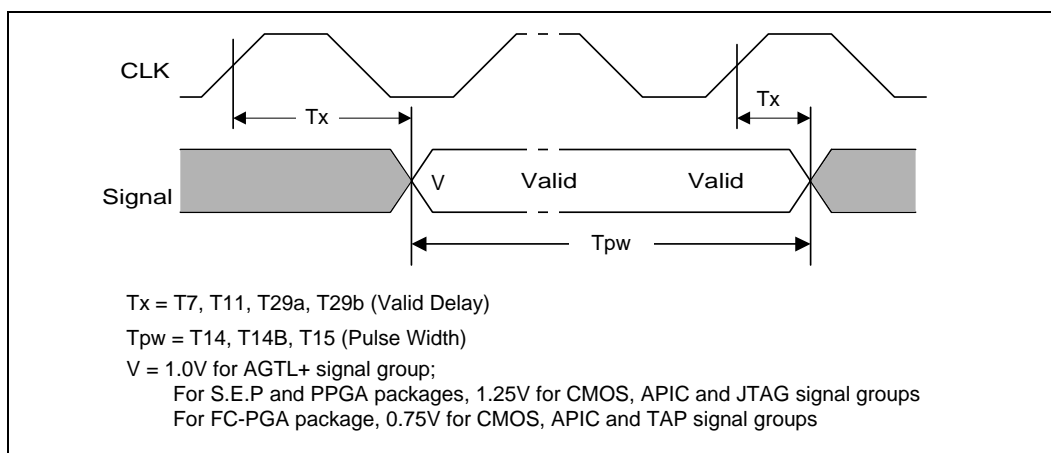 CLK
Tx
Tx
Signal
V
Valid
Valid
Tpw
Tx = T7, T11, T29a, T29b (Valid Delay)
Tpw = T14, T14B, T15 (Pulse Width)
V = 1.0V for AGTL+ signal group;
For S.E.P and PPGA packages, 1.25V for CMOS, APIC and JTAG signal groups
For FC-PGA package, 0.75V for CMOS, APIC and TAP signal groups